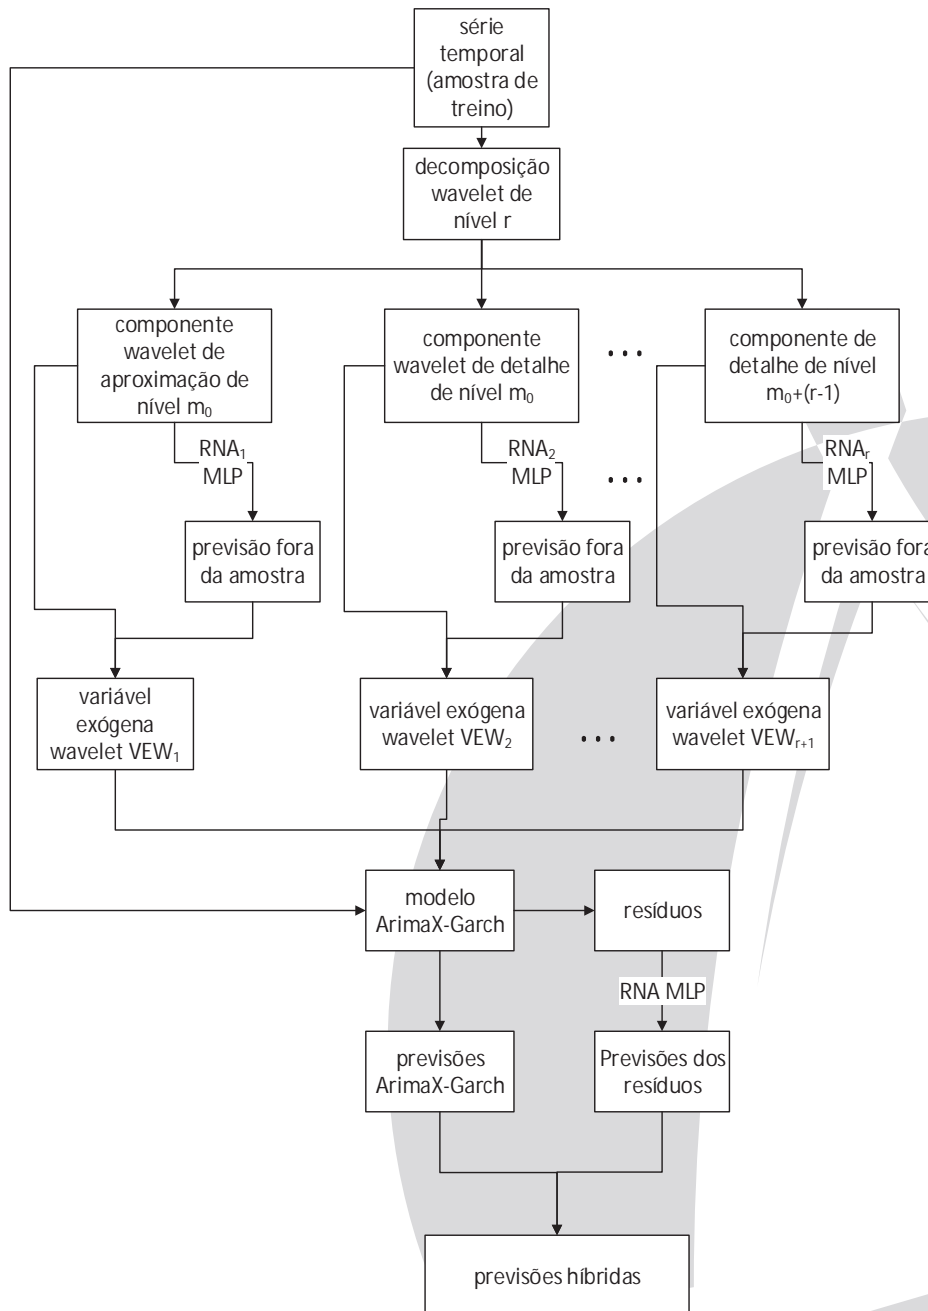 série
temporal
(amostra de
treino)
decomposição
wavelet de
nível r
componente
wavelet de
aproximação de
nível m₀
componente
wavelet de detalhe
de nível m₀
...
componente de
detalhe de nível
m₀+(r-1)
RNA₁
MLP
RNA₂
MLP
...
RNAᵣ
MLP
previsão fora
da amostra
previsão fora
da amostra
previsão fora
da amostra
variável
exógena
wavelet VEW₁
variável exógena
wavelet VEW₂
...
variável exógena
wavelet VEWᵣ₊₁
modelo
ArimaX-Garch
resíduos
RNA MLP
previsões
ArimaX-Garch
Previsões dos
resíduos
previsões híbridas